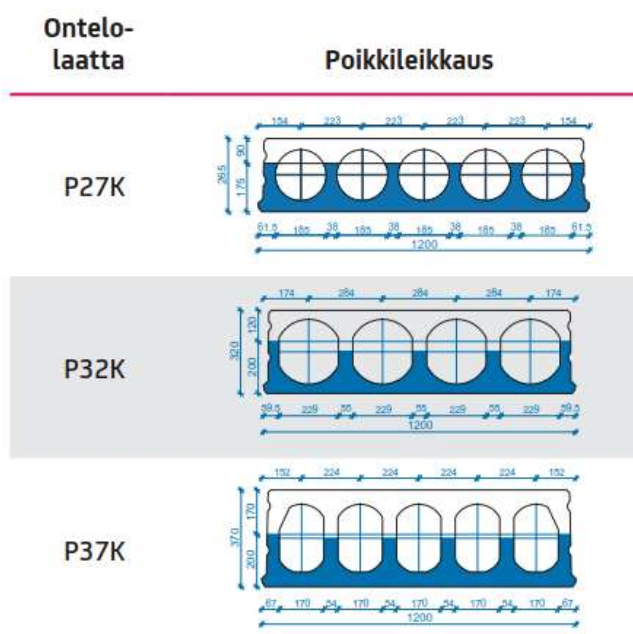 Ontelo-
laatta
Poikkileikkaus
P27K
154 223 223 223 223 154
265 90 175
61.5 185 38 185 38 185 38 185 38 185 61.5
1200
P32K
174 284 284 284 174
320 120 200
59.5 229 55 229 55 229 55 229 59.5
1200
P37K
152 224 224 224 224 152
370 170 200
67 170 54 170 54 170 54 170 54 170 67
1200